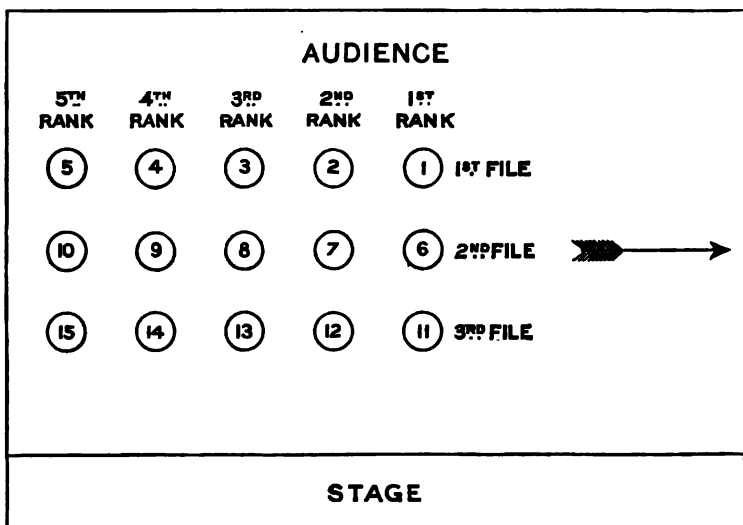 AUDIENCE
5TH 4TH 3RD 2ND 1ST
RANK RANK RANK RANK RANK
5 4 3 2 1 1ST FILE
10 9 8 7 6 2ND FILE
15 14 13 12 11 3RD FILE
STAGE